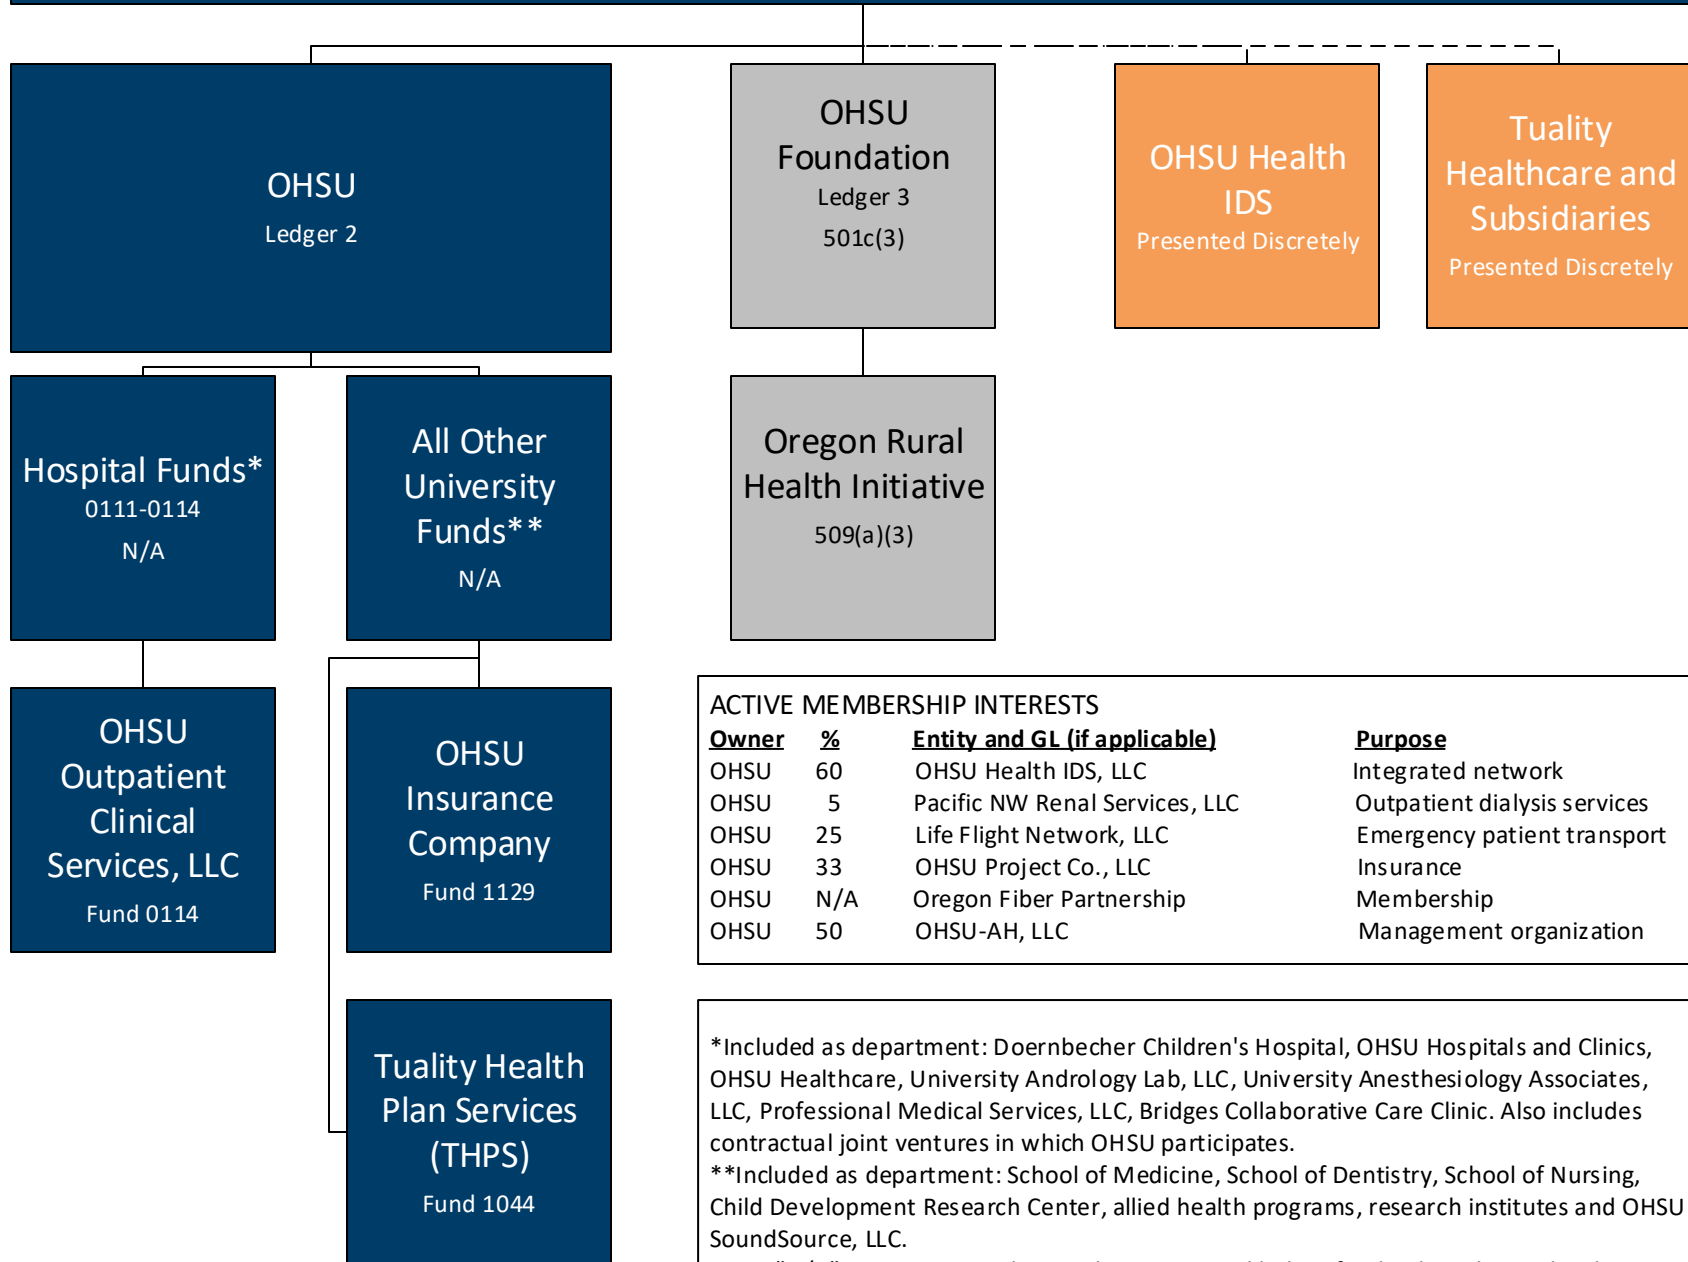 OHSU
Ledger 2
OHSU
Foundation
Ledger 3
501c(3)
OHSU Health
IDS
Presented Discretely
Tuality
Healthcare and
Subsidiaries
Presented Discretely
Hospital Funds*
0111-0114
N/A
All Other
University
Funds**
N/A
Oregon Rural
Health Initiative
509(a)(3)
OHSU
Outpatient
Clinical
Services, LLC
Fund 0114
OHSU
Insurance
Company
Fund 1129
Tuality Health
Plan Services
(THPS)
Fund 1044
ACTIVE MEMBERSHIP INTERESTS
Owner % Entity and GL (if applicable) Purpose
OHSU 60 OHSU Health IDS, LLC Integrated network
OHSU 5 Pacific NW Renal Services, LLC Outpatient dialysis services
OHSU 25 Life Flight Network, LLC Emergency patient transport
OHSU 33 OHSU Project Co., LLC Insurance
OHSU N/A Oregon Fiber Partnership Membership
OHSU 50 OHSU-AH, LLC Management organization
*Included as department: Doernbecher Children's Hospital, OHSU Hospitals and Clinics,
OHSU Healthcare, University Andrology Lab, LLC, University Anesthesiology Associates,
LLC, Professional Medical Services, LLC, Bridges Collaborative Care Clinic. Also includes
contractual joint ventures in which OHSU participates.
**Included as department: School of Medicine, School of Dentistry, School of Nursing,
Child Development Research Center, allied health programs, research institutes and OHSU
SoundSource, LLC.